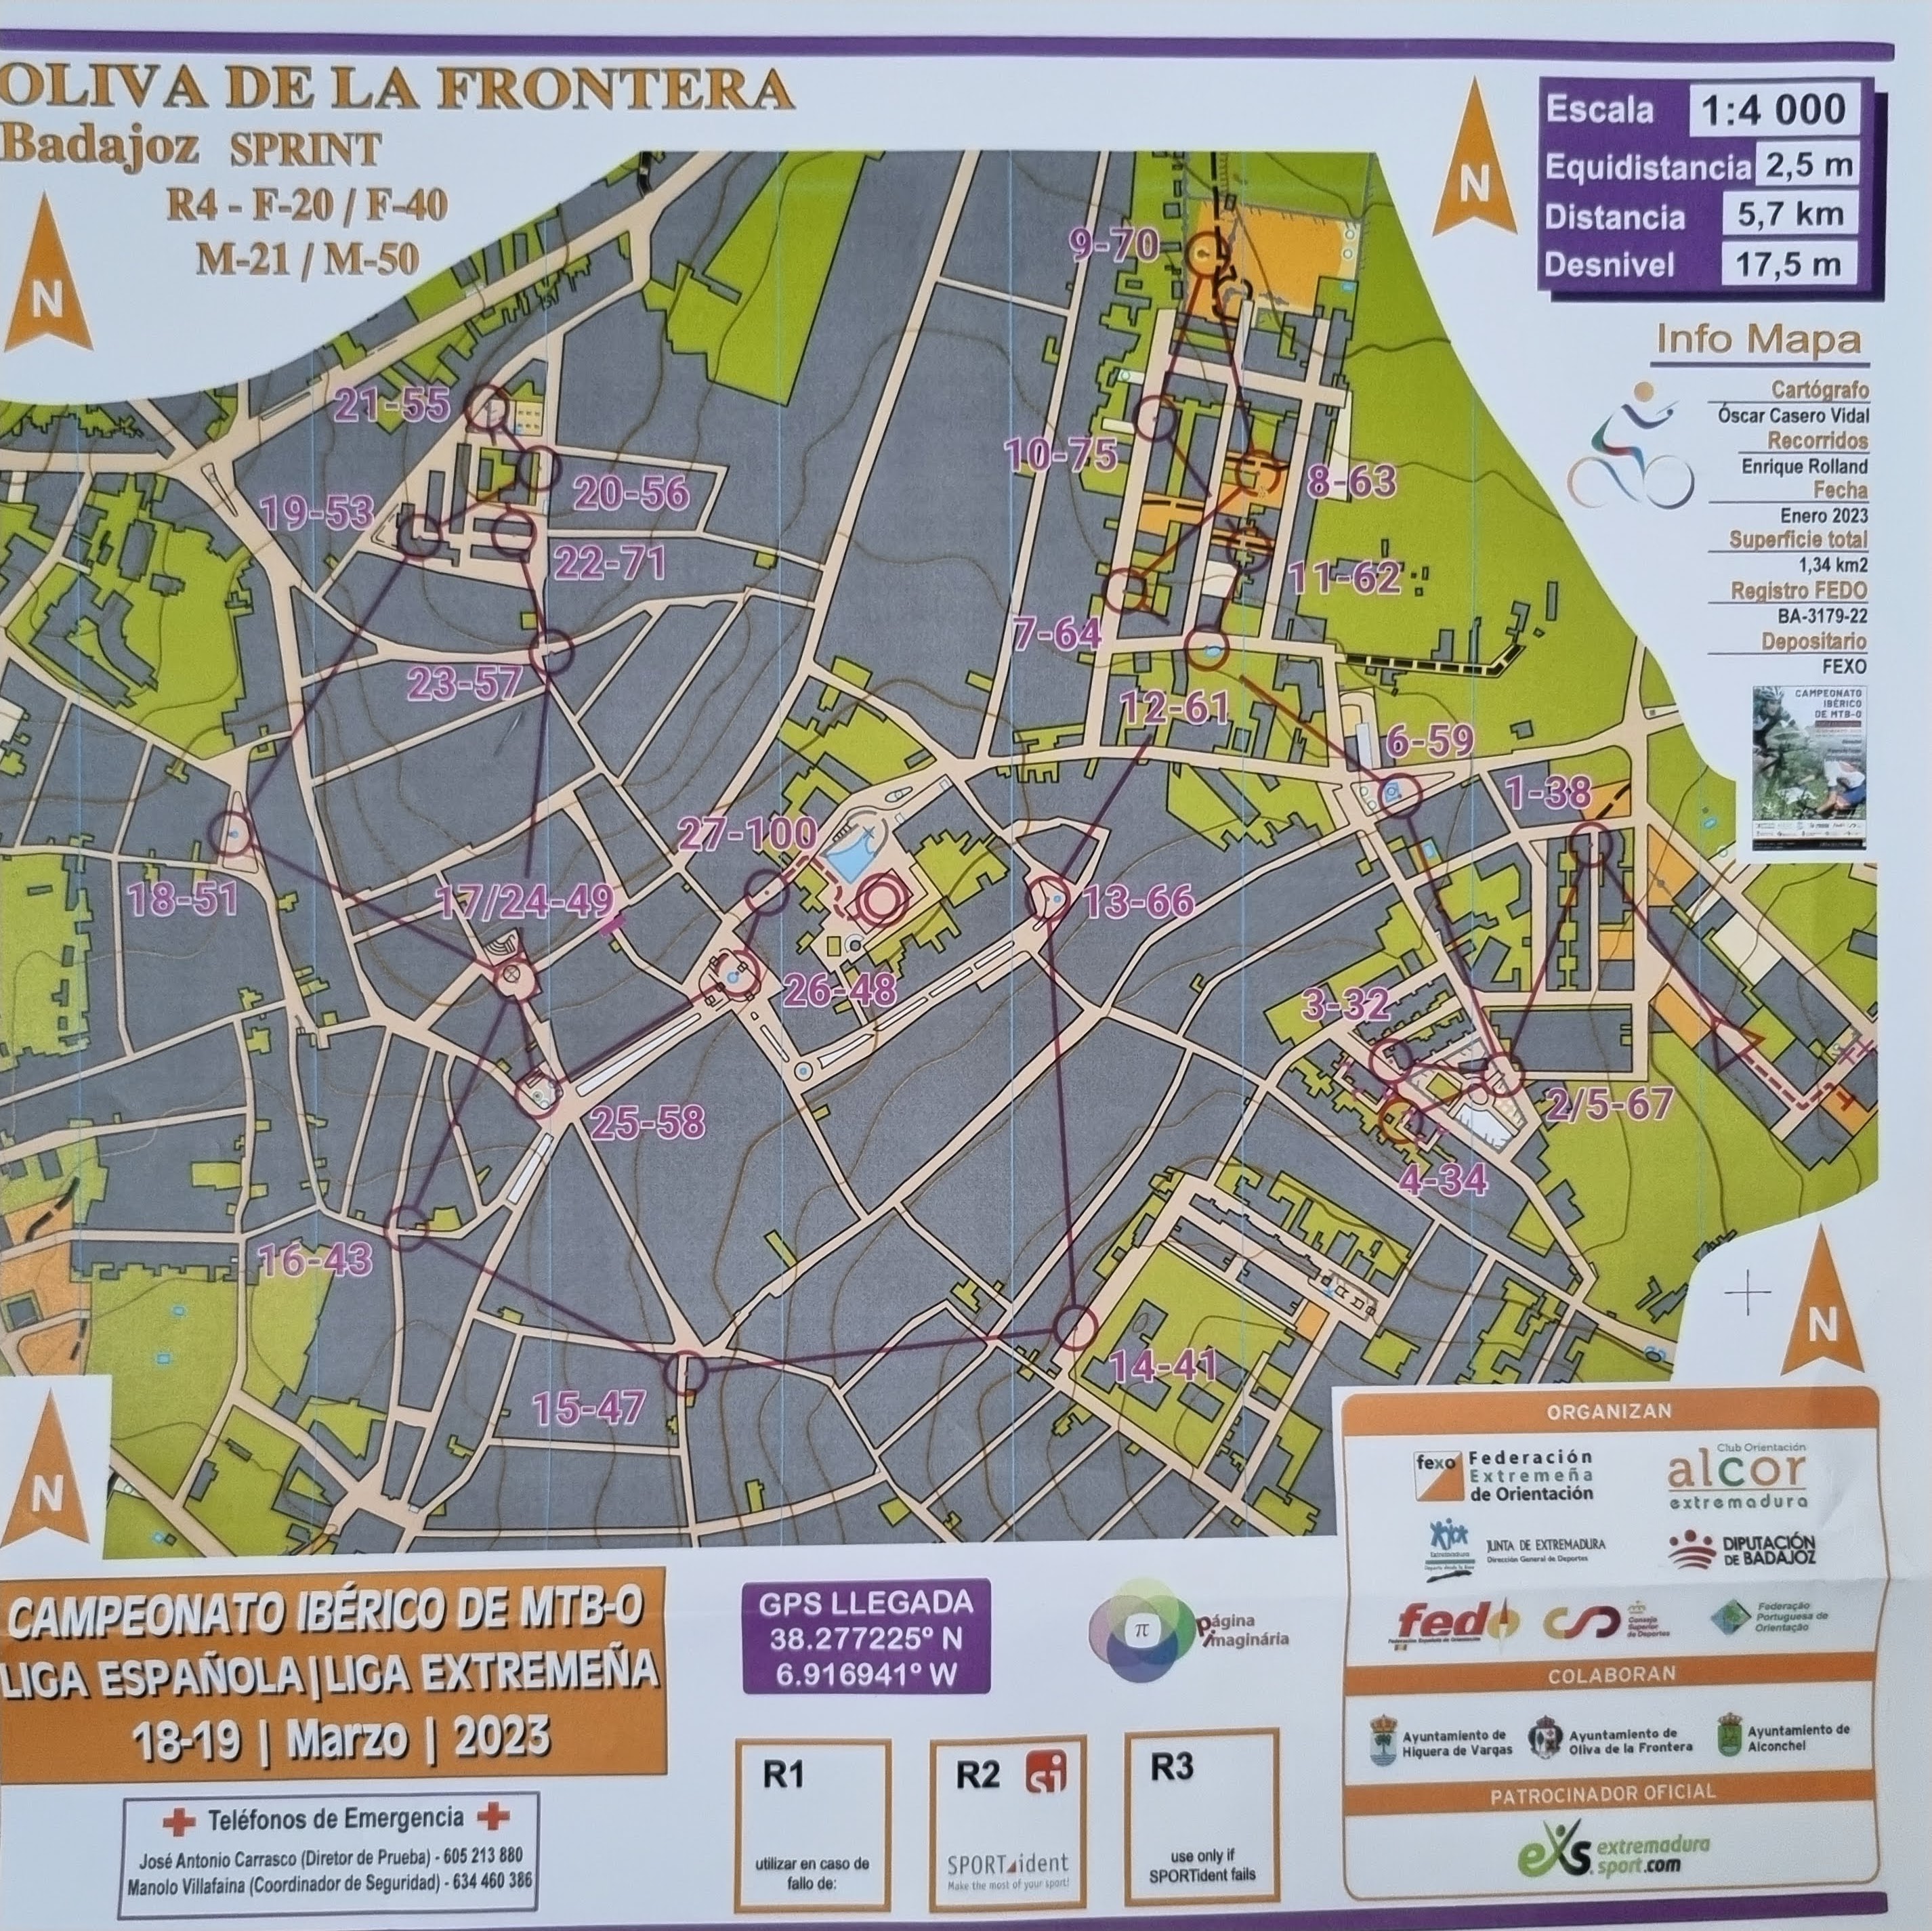 OLIVA DE LA FRONTERA
Badajoz SPRINT
R4 - F-20 / F-40
M-21 / M-50
N
N
Escala 1:4 000
Equidistancia 2,5 m
Distancia 5,7 km
Desnivel 17,5 m
Info Mapa
Cartógrafo
Óscar Casero Vidal
Recorridos
Enrique Rolland
Fecha
Enero 2023
Superficie total
1,34 km2
Registro FEDO
BA-3179-22
Depositario
FEXO
CAMPEONATO
IBÉRICO
DE MTB-O
9-70
21-55
10-75
8-63
20-56
19-53
22-71
11-62
7-64
23-57
12-61
6-59
1-38
27-100
18-51
17/24-49
13-66
26-48
3-32
25-58
2/5-67
4-34
16-43
14-41
15-47
N
N
CAMPEONATO IBÉRICO DE MTB-O
LIGA ESPAÑOLA|LIGA EXTREMEÑA
18-19 | Marzo | 2023
Teléfonos de Emergencia
José Antonio Carrasco (Diretor de Prueba) - 605 213 880
Manolo Villafaina (Coordinador de Seguridad) - 634 460 386
GPS LLEGADA
38.277225º N
6.916941º W
π
Página
Imaginária
R1
utilizar en caso de
fallo de:
R2
si
SPORTident
Make the most of your sport!
R3
use only if
SPORTident fails
ORGANIZAN
fexo Federación
Extremeña
de Orientación
Club Orientación
alcor
extremadura
JUNTA DE EXTREMADURA
Dirección General de Deportes
DIPUTACIÓN
DE BADAJOZ
fedo
CSD
Consejo
Superior
de Deportes
Federação
Portuguesa de
Orientação
COLABORAN
Ayuntamiento de
Higuera de Vargas
Ayuntamiento de
Oliva de la Frontera
Ayuntamiento de
Alconchel
PATROCINADOR OFICIAL
eXs extremadura
sport.com